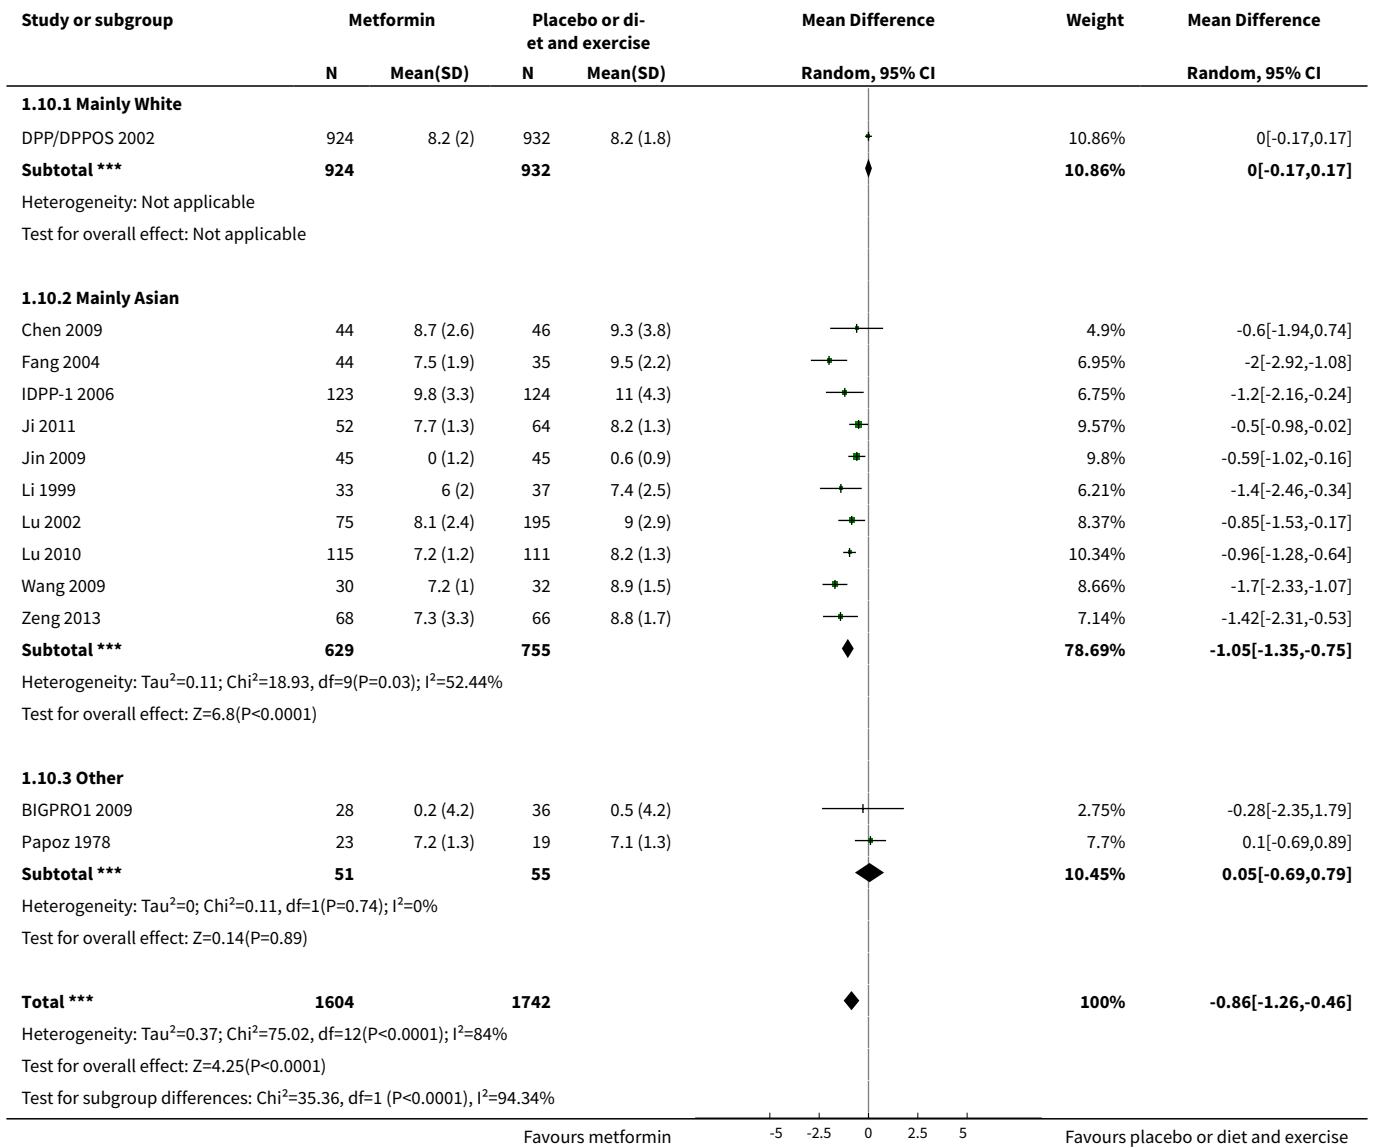 Study or subgroup Metformin Placebo or di- Mean Difference Weight Mean Difference
et and exercise
N Mean(SD) N Mean(SD) Random, 95% CI Random, 95% CI
1.10.1 Mainly White
DPP/DPPOS 2002 924 8.2 (2) 932 8.2 (1.8) 10.86% 0[-0.17,0.17]
Subtotal *** 924 932 10.86% 0[-0.17,0.17]
Heterogeneity: Not applicable
Test for overall effect: Not applicable
1.10.2 Mainly Asian
Chen 2009 44 8.7 (2.6) 46 9.3 (3.8) 4.9% -0.6[-1.94,0.74]
Fang 2004 44 7.5 (1.9) 35 9.5 (2.2) 6.95% -2[-2.92,-1.08]
IDPP-1 2006 123 9.8 (3.3) 124 11 (4.3) 6.75% -1.2[-2.16,-0.24]
Ji 2011 52 7.7 (1.3) 64 8.2 (1.3) 9.57% -0.5[-0.98,-0.02]
Jin 2009 45 0 (1.2) 45 0.6 (0.9) 9.8% -0.59[-1.02,-0.16]
Li 1999 33 6 (2) 37 7.4 (2.5) 6.21% -1.4[-2.46,-0.34]
Lu 2002 75 8.1 (2.4) 195 9 (2.9) 8.37% -0.85[-1.53,-0.17]
Lu 2010 115 7.2 (1.2) 111 8.2 (1.3) 10.34% -0.96[-1.28,-0.64]
Wang 2009 30 7.2 (1) 32 8.9 (1.5) 8.66% -1.7[-2.33,-1.07]
Zeng 2013 68 7.3 (3.3) 66 8.8 (1.7) 7.14% -1.42[-2.31,-0.53]
Subtotal *** 629 755 78.69% -1.05[-1.35,-0.75]
Heterogeneity: Tau²=0.11; Chi²=18.93, df=9(P=0.03); I²=52.44%
Test for overall effect: Z=6.8(P<0.0001)
1.10.3 Other
BIGPRO1 2009 28 0.2 (4.2) 36 0.5 (4.2) 2.75% -0.28[-2.35,1.79]
Papoz 1978 23 7.2 (1.3) 19 7.1 (1.3) 7.7% 0.1[-0.69,0.89]
Subtotal *** 51 55 10.45% 0.05[-0.69,0.79]
Heterogeneity: Tau²=0; Chi²=0.11, df=1(P=0.74); I²=0%
Test for overall effect: Z=0.14(P=0.89)
Total *** 1604 1742 100% -0.86[-1.26,-0.46]
Heterogeneity: Tau²=0.37; Chi²=75.02, df=12(P<0.0001); I²=84%
Test for overall effect: Z=4.25(P<0.0001)
Test for subgroup differences: Chi²=35.36, df=1 (P<0.0001), I²=94.34%
Favours metformin -5 -2.5 0 2.5 5 Favours placebo or diet and exercise